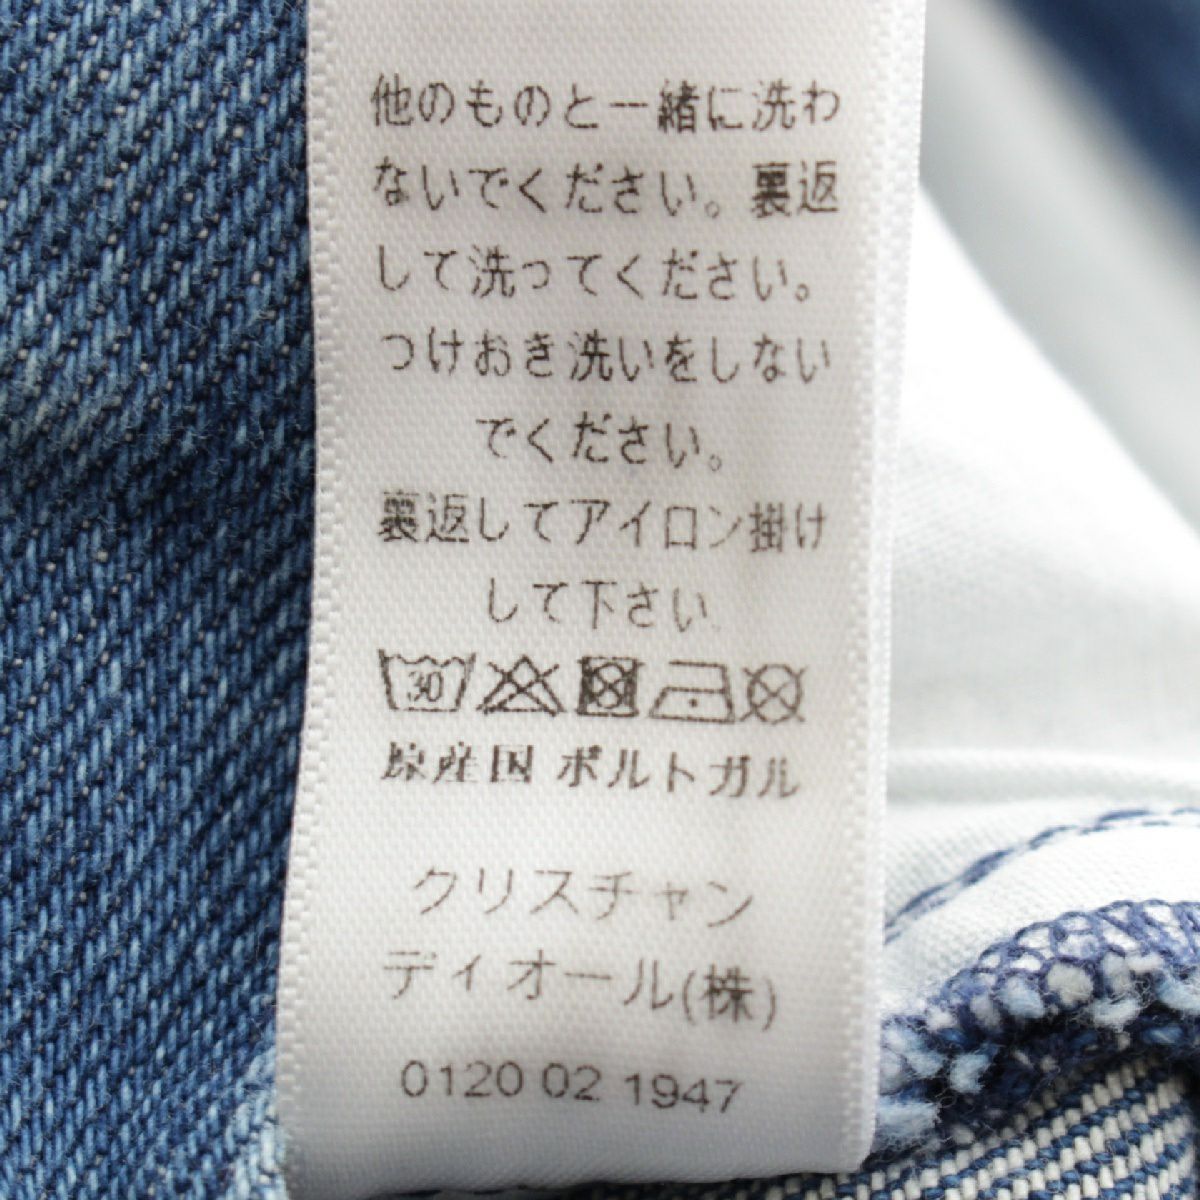 他のものと一緒に洗わ
ないでください。裏返
して洗ってください。
つけおき洗いをしない
でください。
裏返してアイロン掛け
して下さい
30
原産国 ポルトガル
クリスチャン
ディオール(株)
0120 02 1947